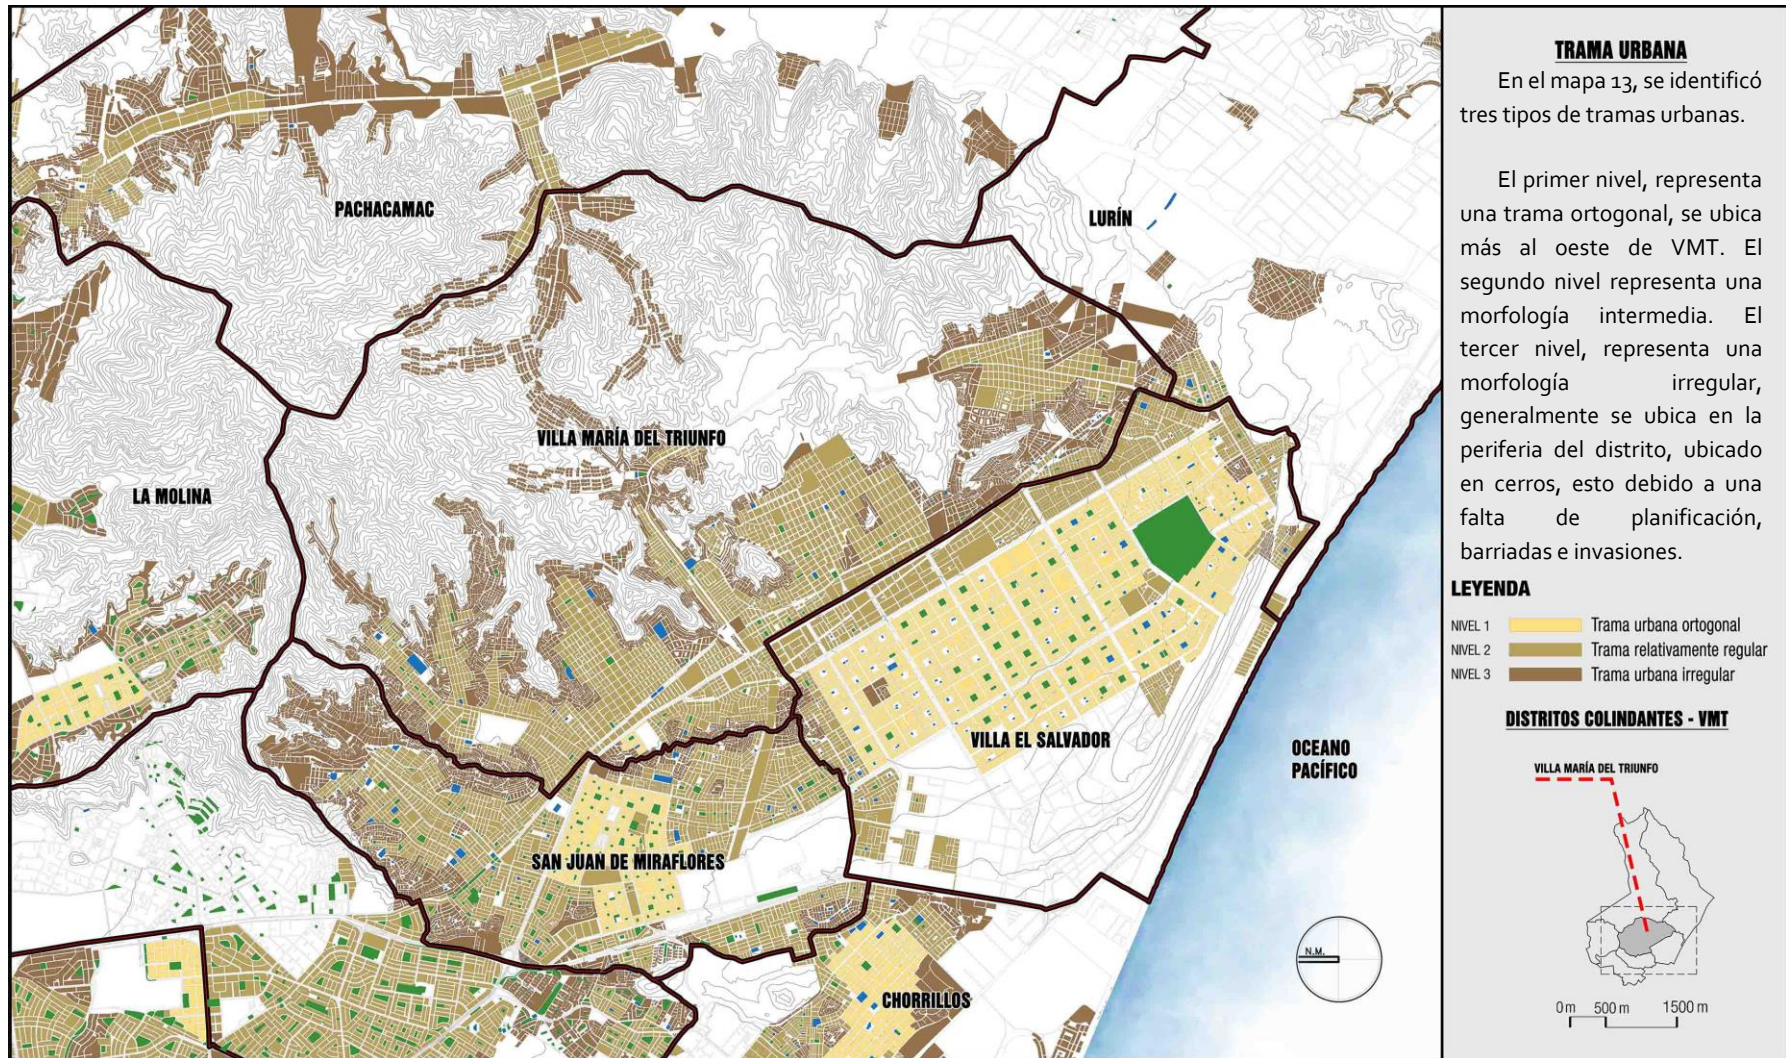 PACHACAMAC
LURÍN
VILLA MARÍA DEL TRIUNFO
LA MOLINA
VILLA EL SALVADOR
OCEANO
PACÍFICO
SAN JUAN DE MIRAFLORES
CHORRILLOS
N.M.
TRAMA URBANA
En el mapa 13, se identificó
tres tipos de tramas urbanas.
El primer nivel, representa
una trama ortogonal, se ubica
más al oeste de VMT. El
segundo nivel representa una
morfología intermedia. El
tercer nivel, representa una
morfología irregular,
generalmente se ubica en la
periferia del distrito, ubicado
en cerros, esto debido a una
falta de planificación,
barriadas e invasiones.
LEYENDA
NIVEL 1 Trama urbana ortogonal
NIVEL 2 Trama relativamente regular
NIVEL 3 Trama urbana irregular
DISTRITOS COLINDANTES - VMT
VILLA MARÍA DEL TRIUNFO
0 m 500 m 1500 m